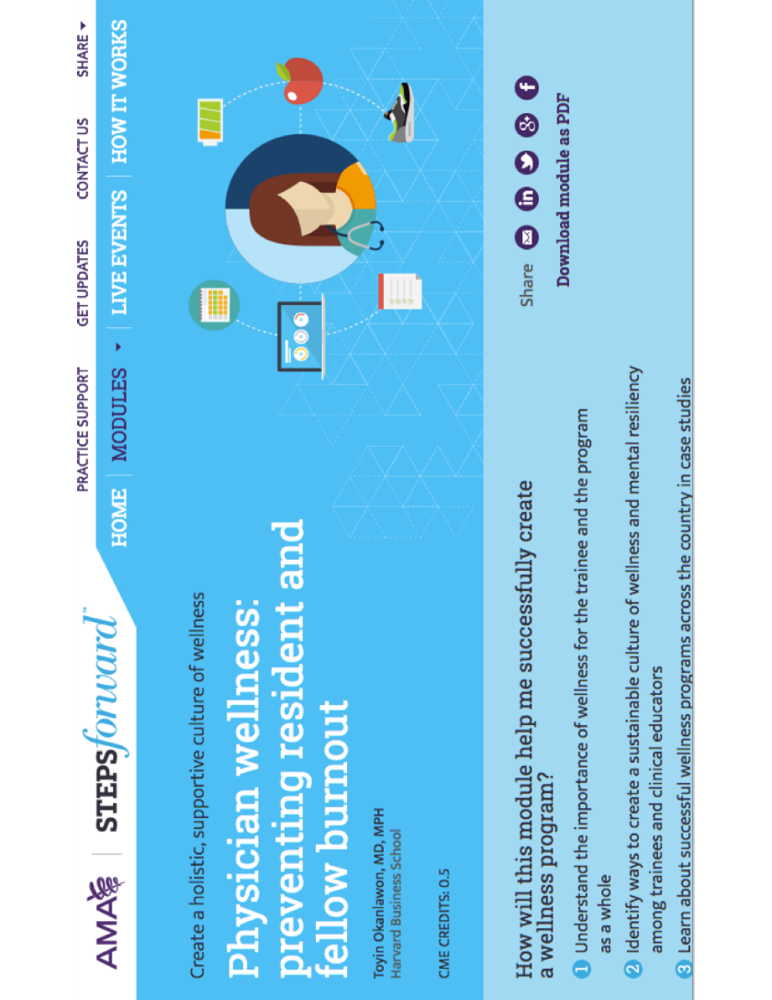 PRACTICE SUPPORT GET UPDATES CONTACT US SHARE
AMA STEPSforward™
HOME MODULES LIVE EVENTS HOW IT WORKS
Create a holistic, supportive culture of wellness
Physician wellness:
preventing resident and
fellow burnout
Toyin Okanlawon, MD, MPH
Harvard Business School
CME CREDITS: 0.5
How will this module help me successfully create
a wellness program?
1 Understand the importance of wellness for the trainee and the program
as a whole
2 Identify ways to create a sustainable culture of wellness and mental resiliency
among trainees and clinical educators
3 Learn about successful wellness programs across the country in case studies
Share in g+ f
Download module as PDF